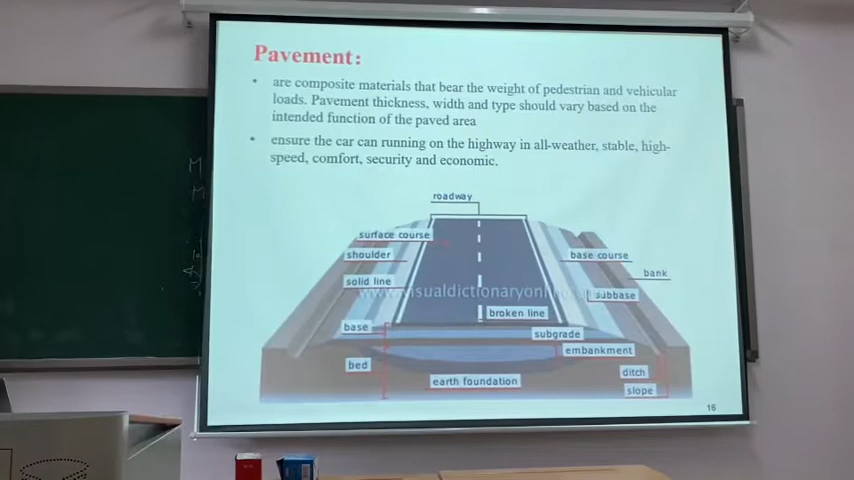 Pavement:
• are composite materials that bear the weight of pedestrian and vehicular
loads. Pavement thickness, width and type should vary based on the
intended function of the paved area
• ensure the car can running on the highway in all-weather, stable, high-
speed, comfort, security and economic.
roadway
surface course
shoulder
base course
bank
solid line
www.visualdictionaryon
subbase
broken line
base
subgrade
embankment
bed
ditch
earth foundation
slope
16